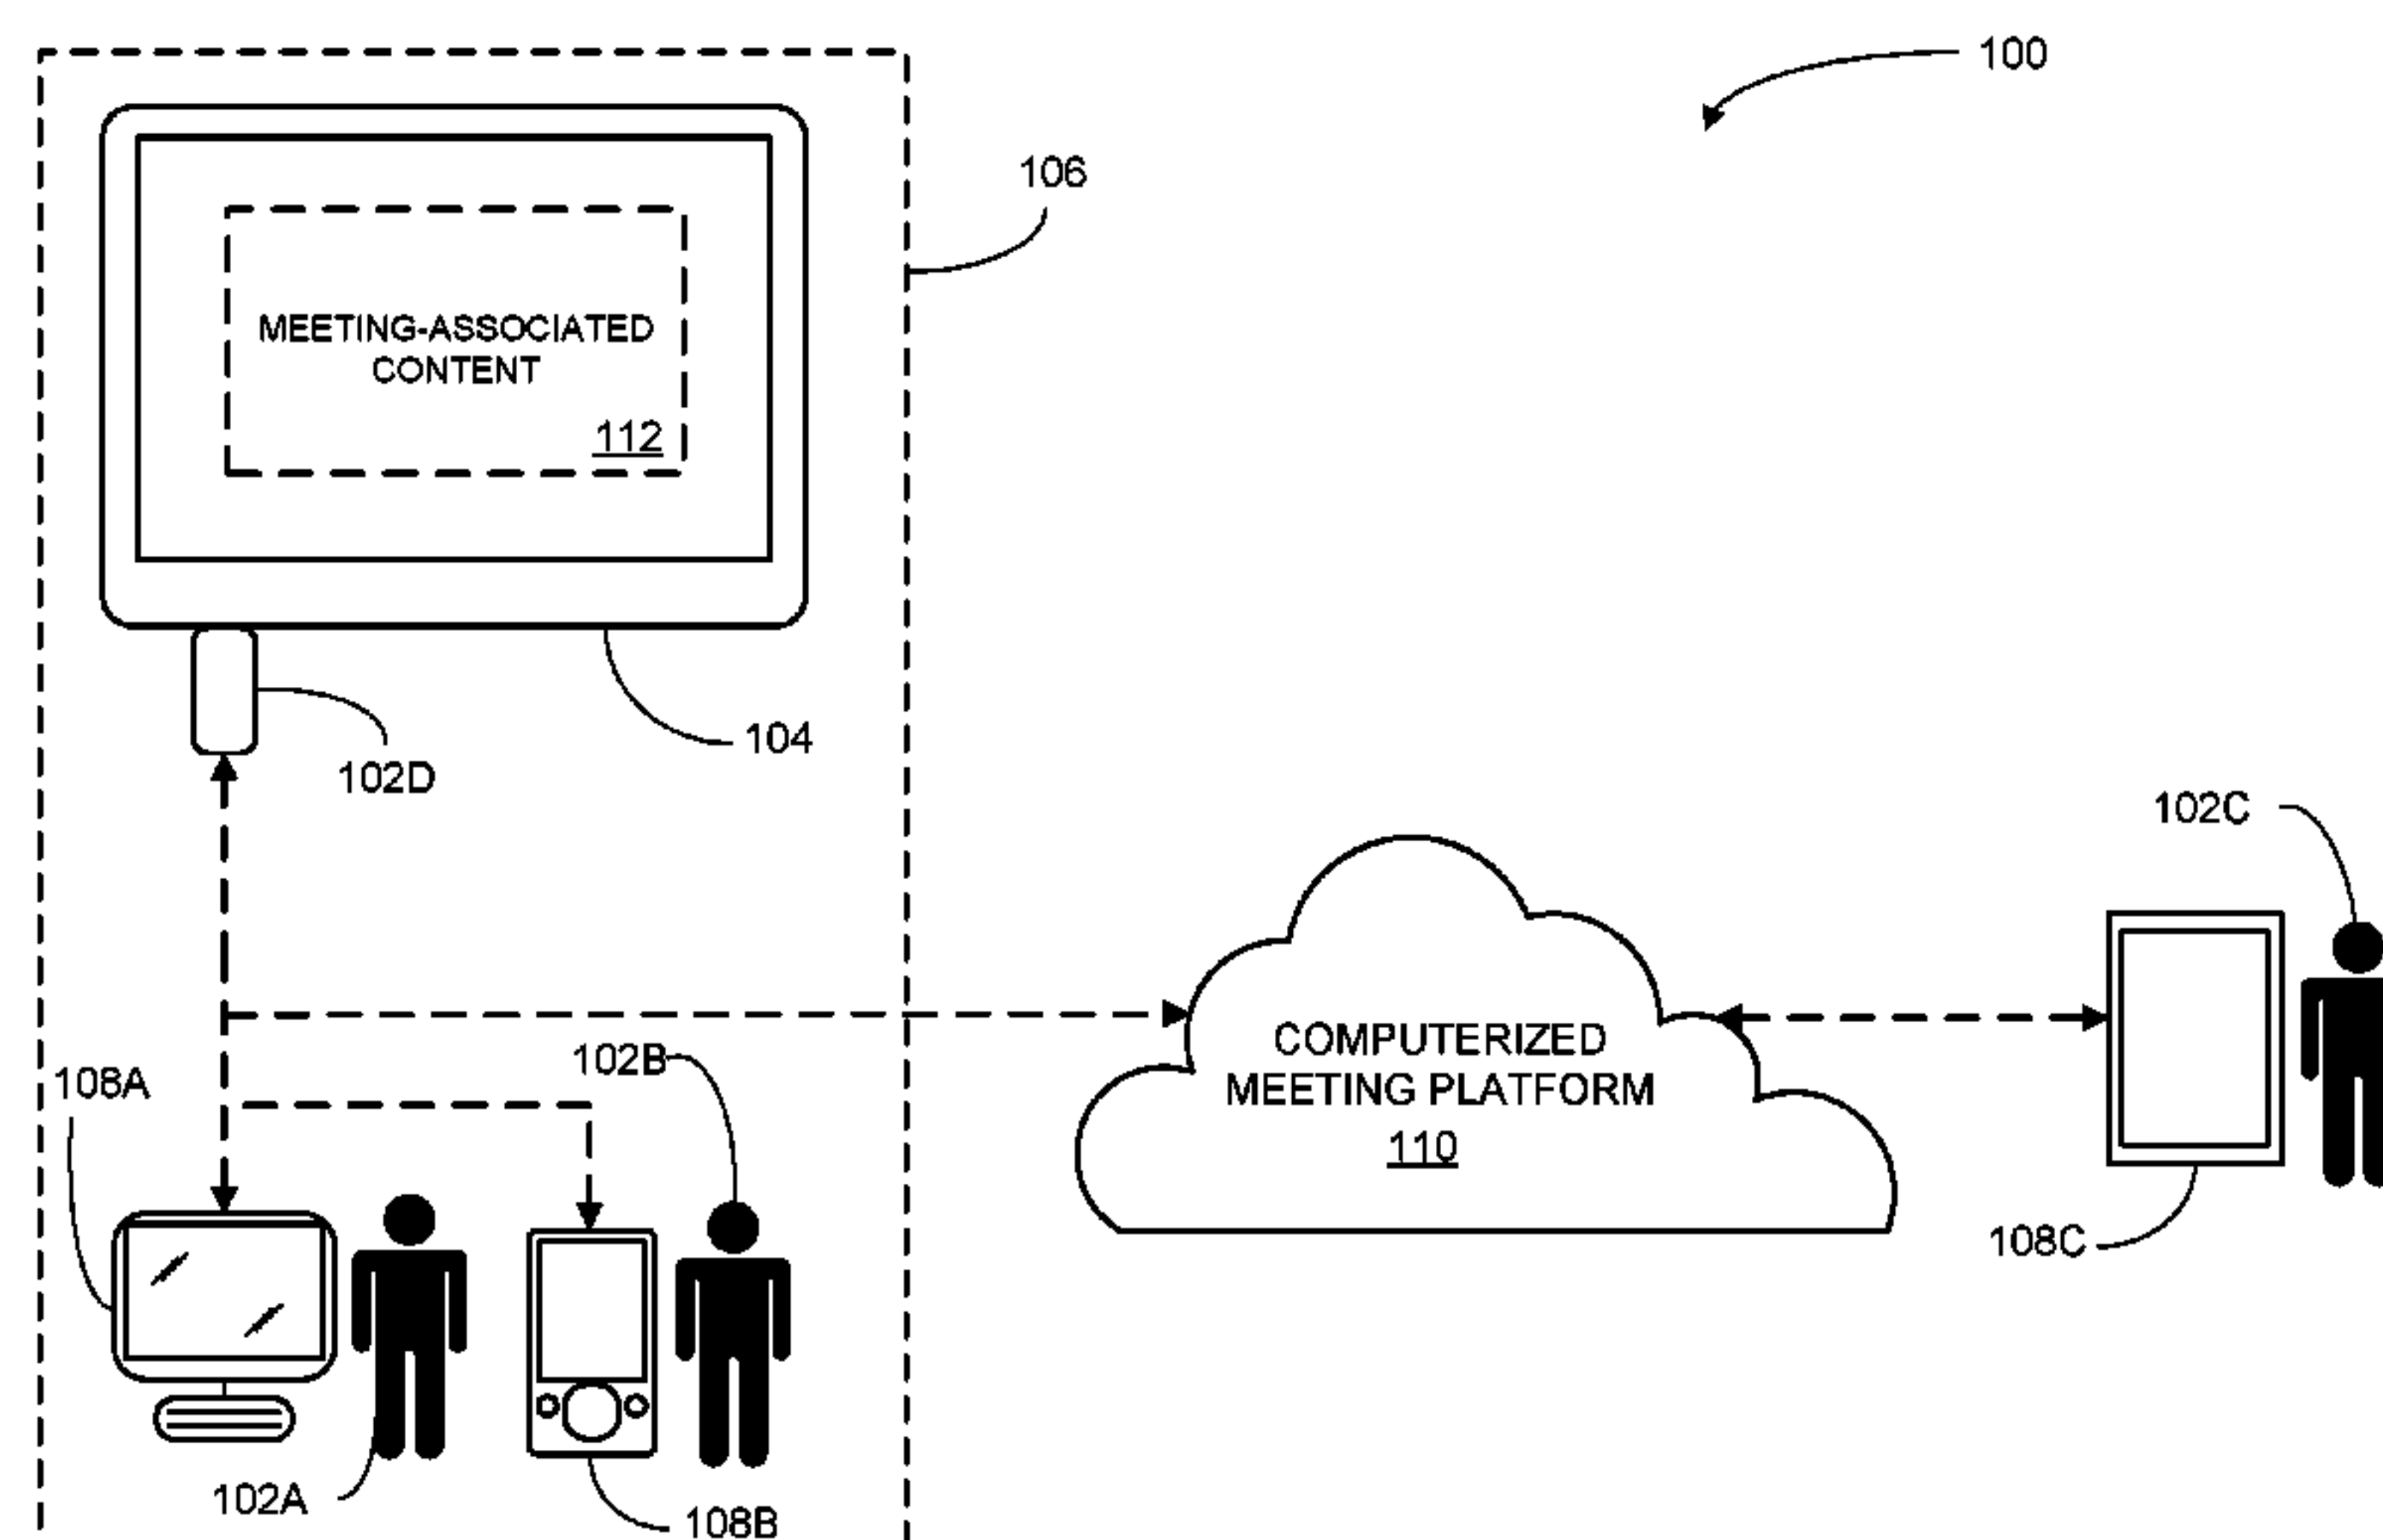 100
106
MEETING-ASSOCIATED
CONTENT
112
104
102D
102C
COMPUTERIZED
MEETING PLATFORM
110
102B
108A
108C
102A
108B